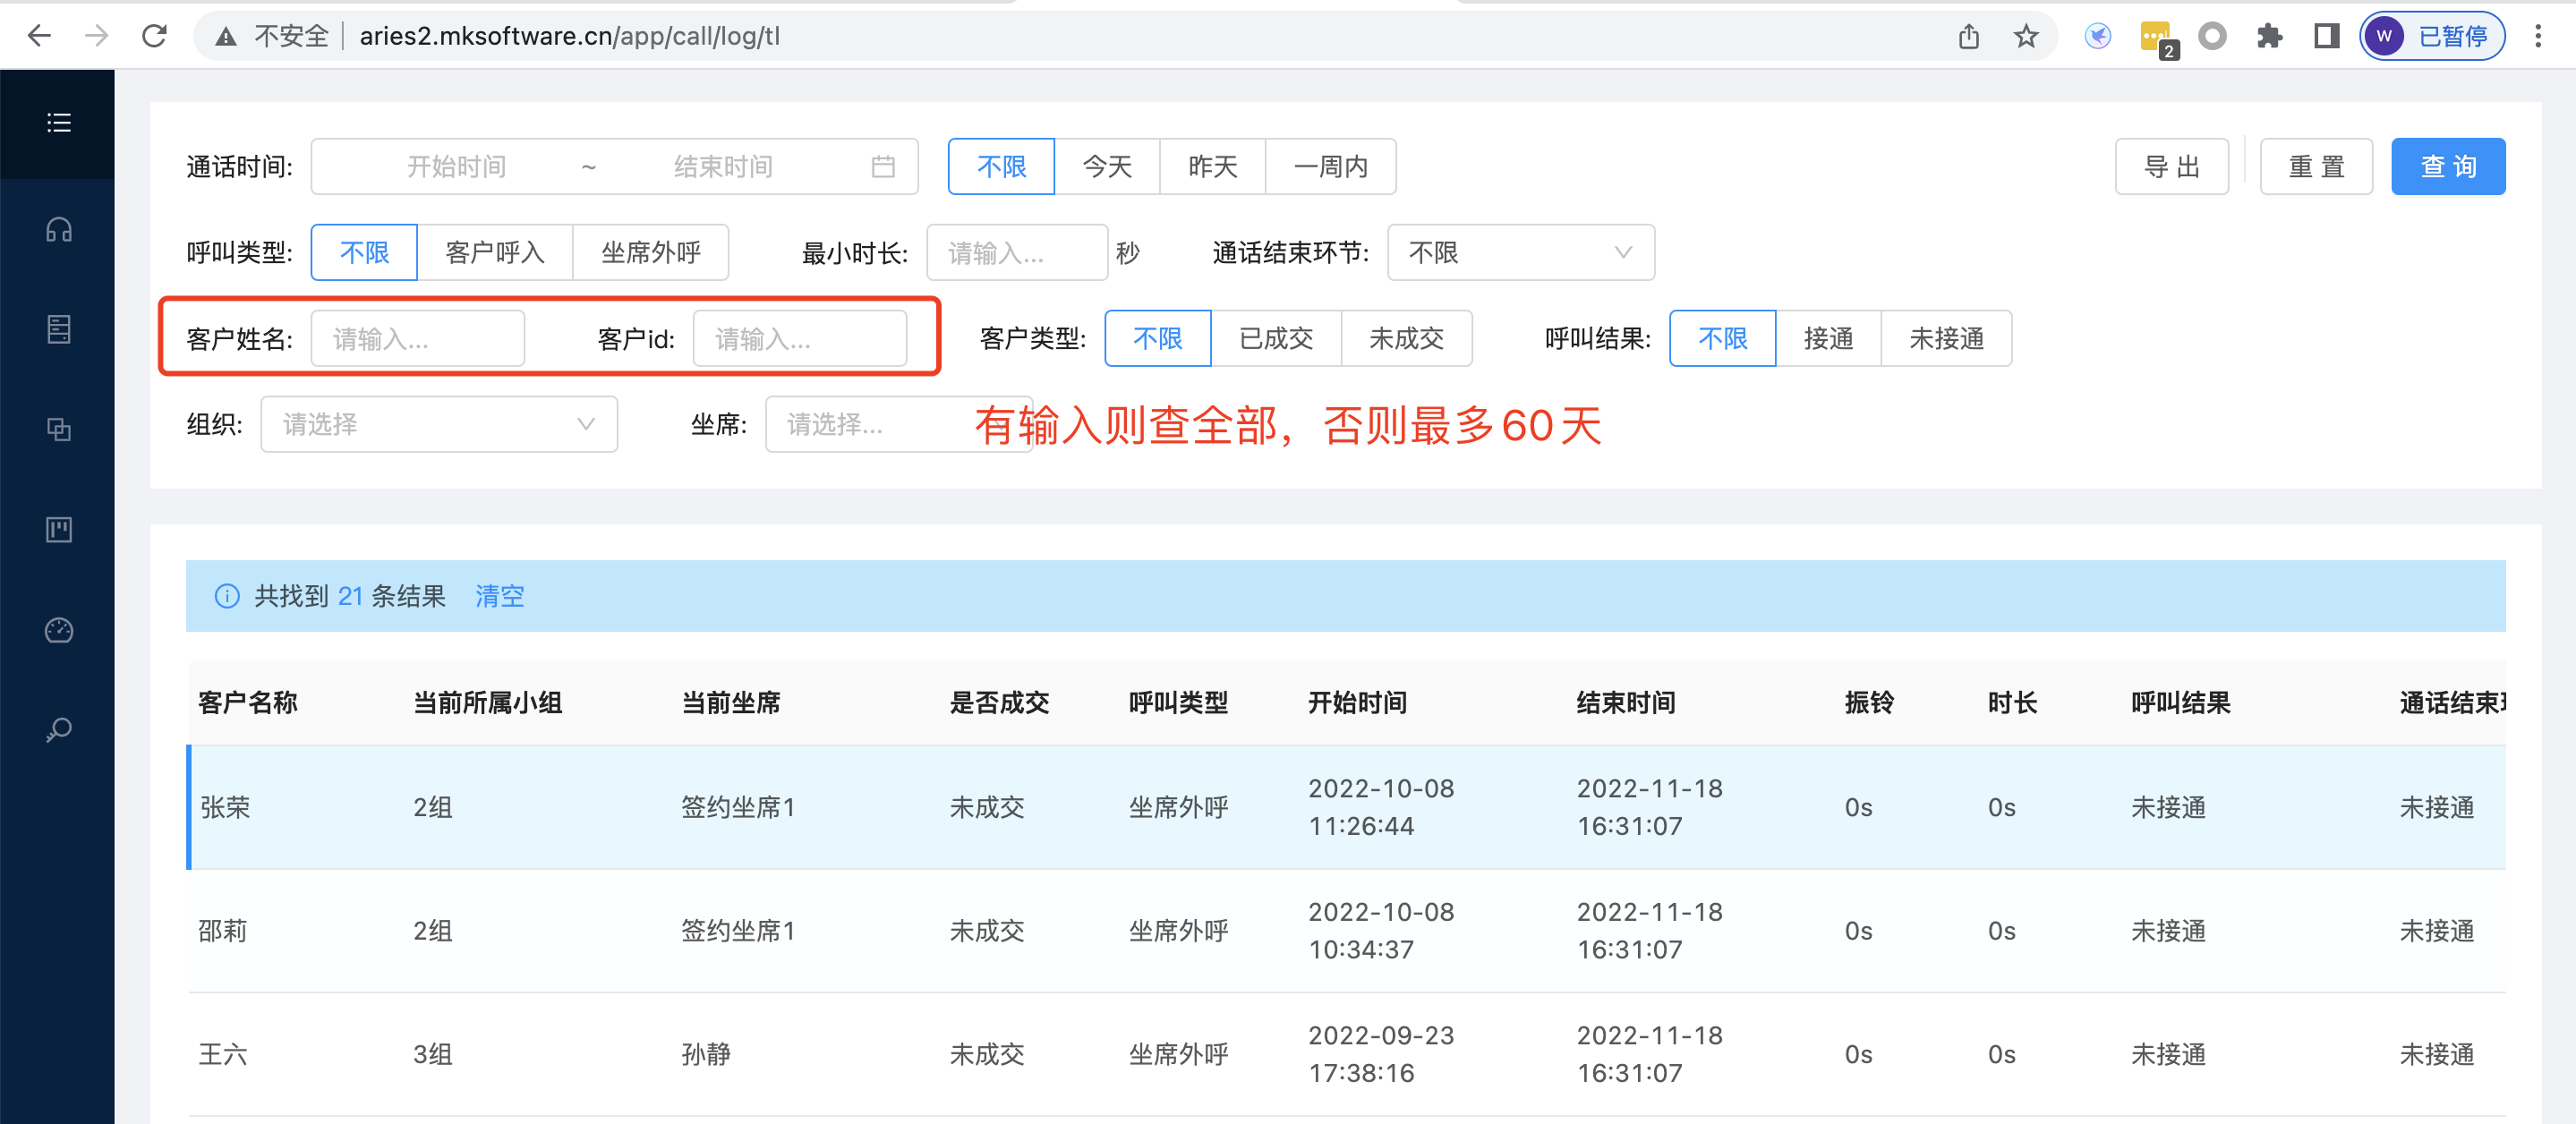 不安全 aries2.mksoftware.cn/app/call/log/tl 2 W 已暂停
通话时间: 开始时间 ~ 结束时间 不限 今天 昨天 一周内 导出 重置 查询
呼叫类型: 不限 客户呼入 坐席外呼 最小时长: 请输入... 秒 通话结束环节: 不限
客户姓名: 请输入... 客户id: 请输入... 客户类型: 不限 已成交 未成交 呼叫结果: 不限 接通 未接通
组织: 请选择 坐席: 请选择... 有输入则查全部，否则最多60天
共找到 21 条结果 清空
客户名称 当前所属小组 当前坐席 是否成交 呼叫类型 开始时间 结束时间 振铃 时长 呼叫结果 通话结束
张荣 2组 签约坐席1 未成交 坐席外呼 2022-10-08 11:26:44 2022-11-18 16:31:07 0s 0s 未接通 未接通
邵莉 2组 签约坐席1 未成交 坐席外呼 2022-10-08 10:34:37 2022-11-18 16:31:07 0s 0s 未接通 未接通
王六 3组 孙静 未成交 坐席外呼 2022-09-23 17:38:16 2022-11-18 16:31:07 0s 0s 未接通 未接通